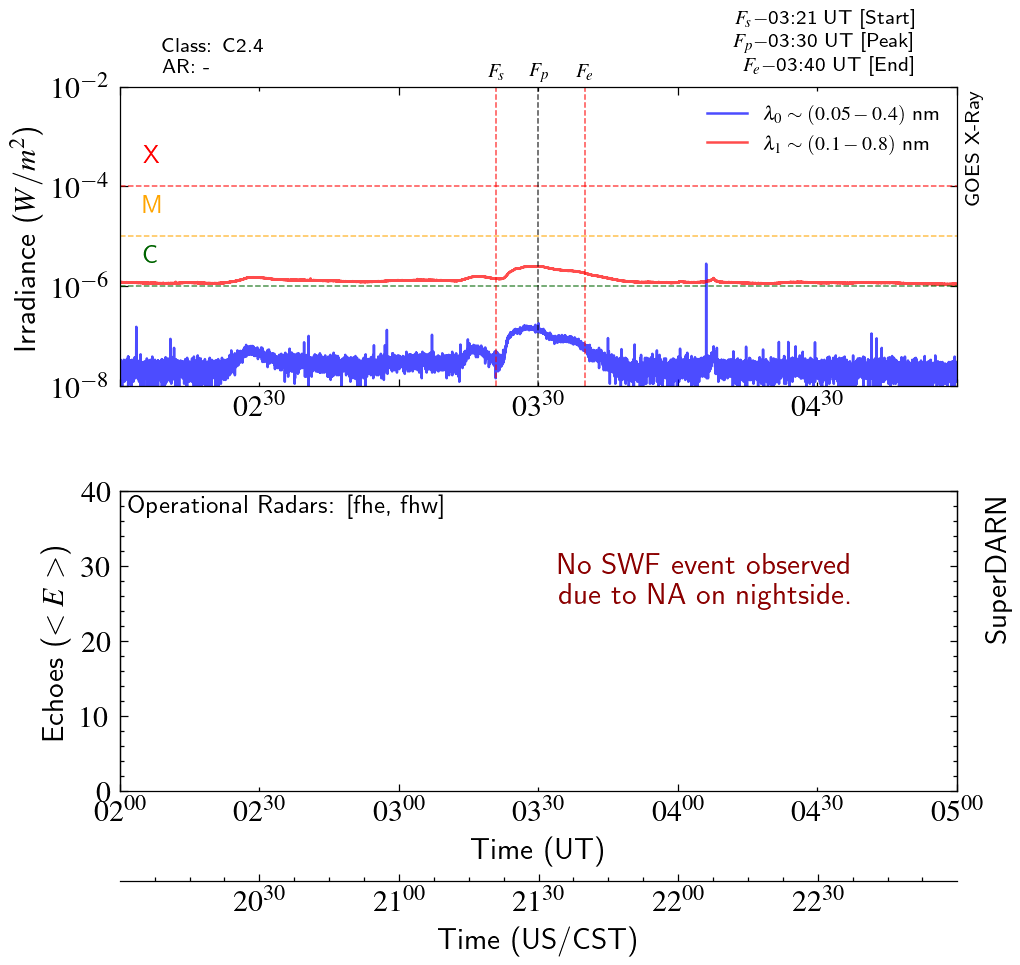 Class: C2.4
AR: -
Fₛ−03:21 UT [Start]
Fₚ−03:30 UT [Peak]
Fₑ−03:40 UT [End]
Fₛ Fₚ Fₑ
10⁻²
10⁻⁴
10⁻⁶
10⁻⁸
Irradiance (W/m²)
X
M
C
λ₀ ∼ (0.05 − 0.4) nm
λ₁ ∼ (0.1 − 0.8) nm
GOES X-Ray
02³⁰ 03³⁰ 04³⁰
Operational Radars: [fhe, fhw]
No SWF event observed
due to NA on nightside.
40
30
20
10
0
Echoes (< E >)
SuperDARN
02⁰⁰ 02³⁰ 03⁰⁰ 03³⁰ 04⁰⁰ 04³⁰ 05⁰⁰
Time (UT)
20³⁰ 21⁰⁰ 21³⁰ 22⁰⁰ 22³⁰
Time (US/CST)